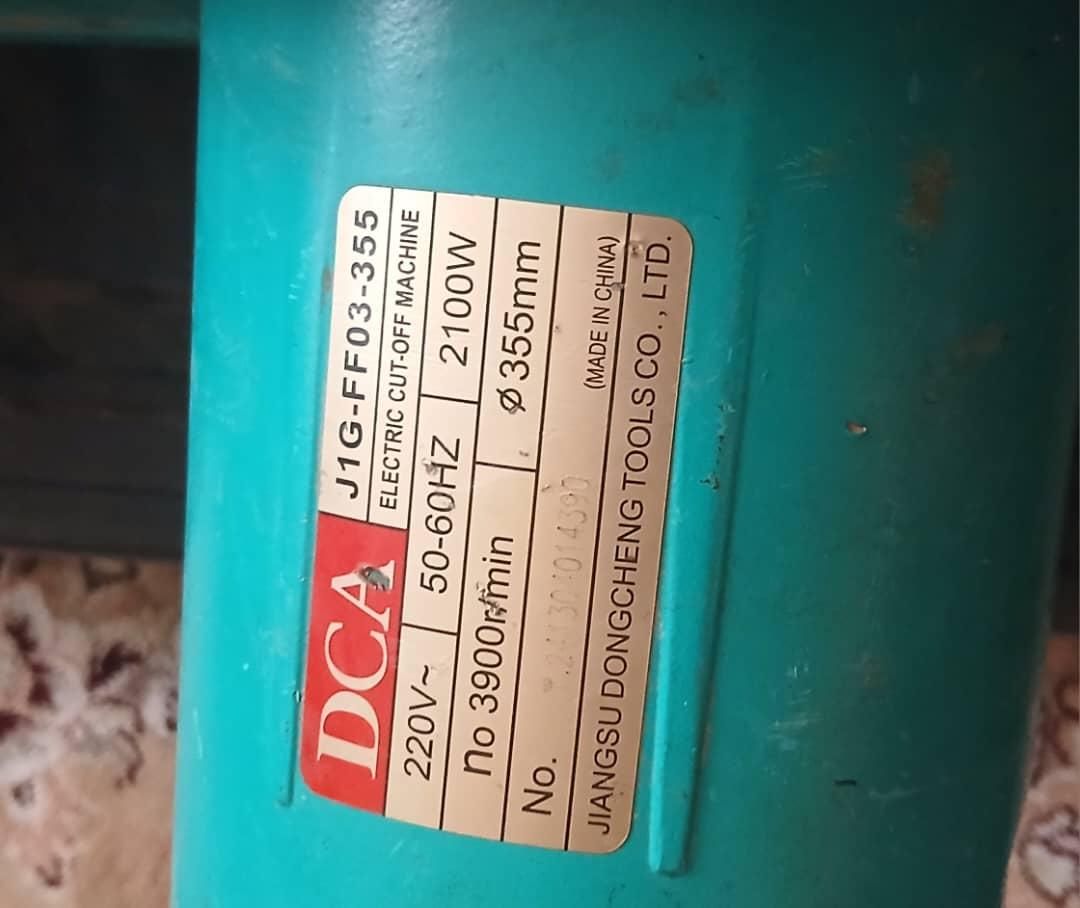 DCA
J1G-FF03-355
ELECTRIC CUT-OFF MACHINE
220V~ 50-60HZ 2100W
no 3900r/min Ø355mm
No.
(MADE IN CHINA)
JIANGSU DONGCHENG TOOLS CO., LTD.